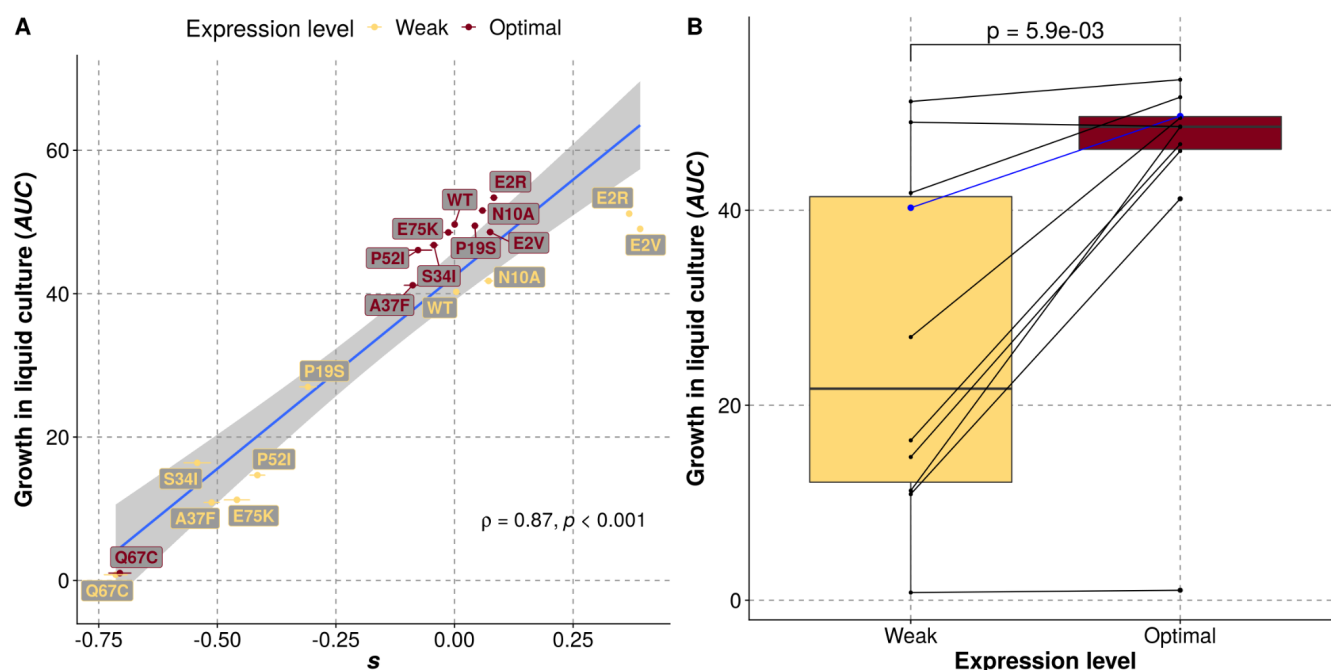 A
Expression level Weak Optimal
Growth in liquid culture (AUC)
60
40
20
0
E2R
WT
E2R
N10A
E75K
E2V
P19S
E2V
P52I
S34I
N10A
A37F
WT
P19S
P52I
S34I
A37F
E75K
ρ = 0.87, p < 0.001
Q67C
Q67C
-0.75 -0.50 -0.25 0.00 0.25
s
B
p = 5.9e-03
Growth in liquid culture (AUC)
40
20
0
Weak Optimal
Expression level